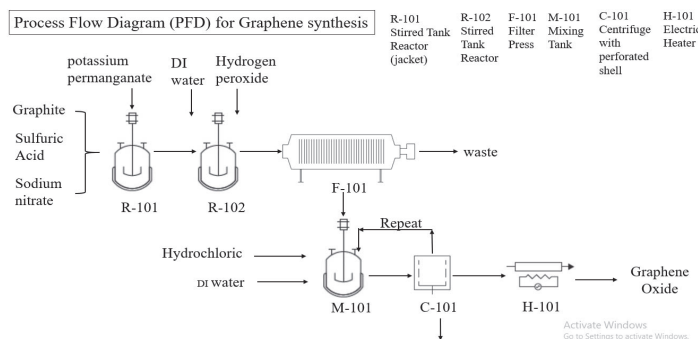 Process Flow Diagram (PFD) for Graphene synthesis
R-101
Stirred Tank
Reactor
(jacket)
R-102
Stirred
Tank
Reactor
F-101
Filter
Press
M-101
Mixing
Tank
C-101
Centrifuge
with
perforated
shell
H-101
Electric
Heater
potassium
permanganate
DI
water
Hydrogen
peroxide
Graphite
Sulfuric
Acid
Sodium
nitrate
R-101
R-102
F-101
waste
Repeat
Hydrochloric
DI water
M-101
C-101
H-101
Graphene
Oxide
Activate Windows
Go to Settings to activate Windows.